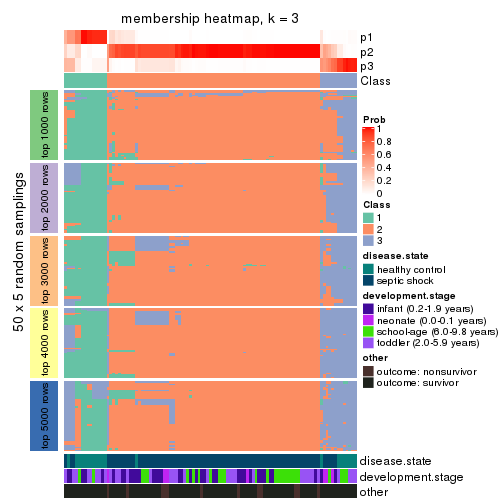 membership heatmap, k = 3
p1
p2
p3
Class
50 x 5 random samplings
top 1000 rows
top 2000 rows
top 3000 rows
top 4000 rows
top 5000 rows
disease.state
development.stage
other
Prob
1
0.8
0.6
0.4
0.2
0
Class
1
2
3
disease.state
healthy control
septic shock
development.stage
infant (0.2-1.9 years)
neonate (0.0-0.1 years)
school-age (6.0-9.8 years)
toddler (2.0-5.9 years)
other
outcome: nonsurvivor
outcome: survivor